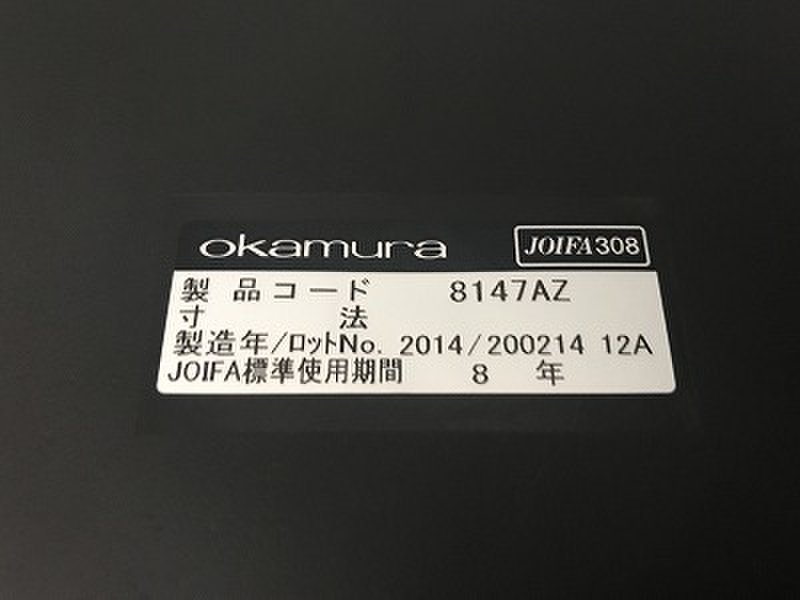 okamura JOIFA308
製品コード 8147AZ
寸法
製造年/ロットNo. 2014/200214 12A
JOIFA標準使用期間 8 年